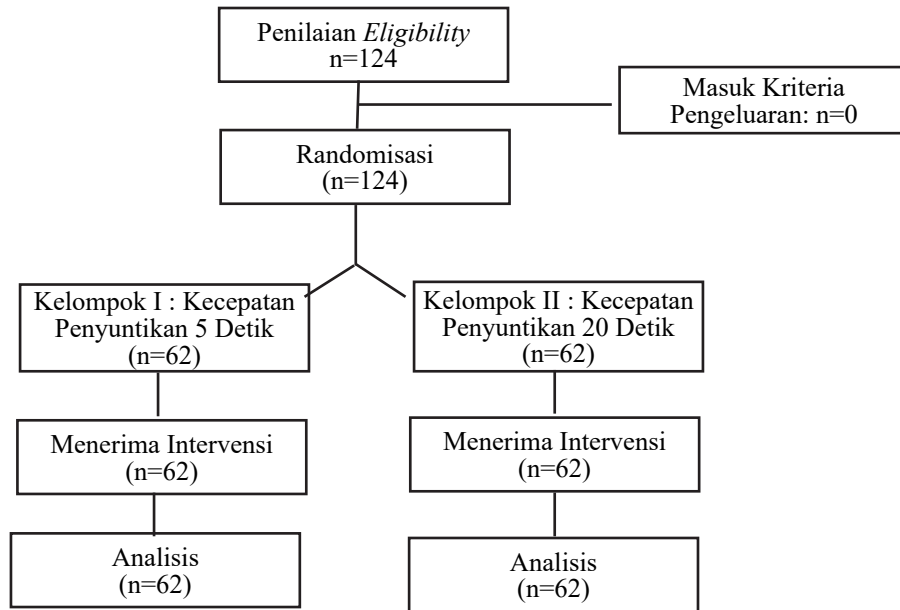 Penilaian Eligibility
n=124
Masuk Kriteria
Pengeluaran: n=0
Randomisasi
(n=124)
Kelompok I : Kecepatan
Penyuntikan 5 Detik
(n=62)
Kelompok II : Kecepatan
Penyuntikan 20 Detik
(n=62)
Menerima Intervensi
(n=62)
Menerima Intervensi
(n=62)
Analisis
(n=62)
Analisis
(n=62)